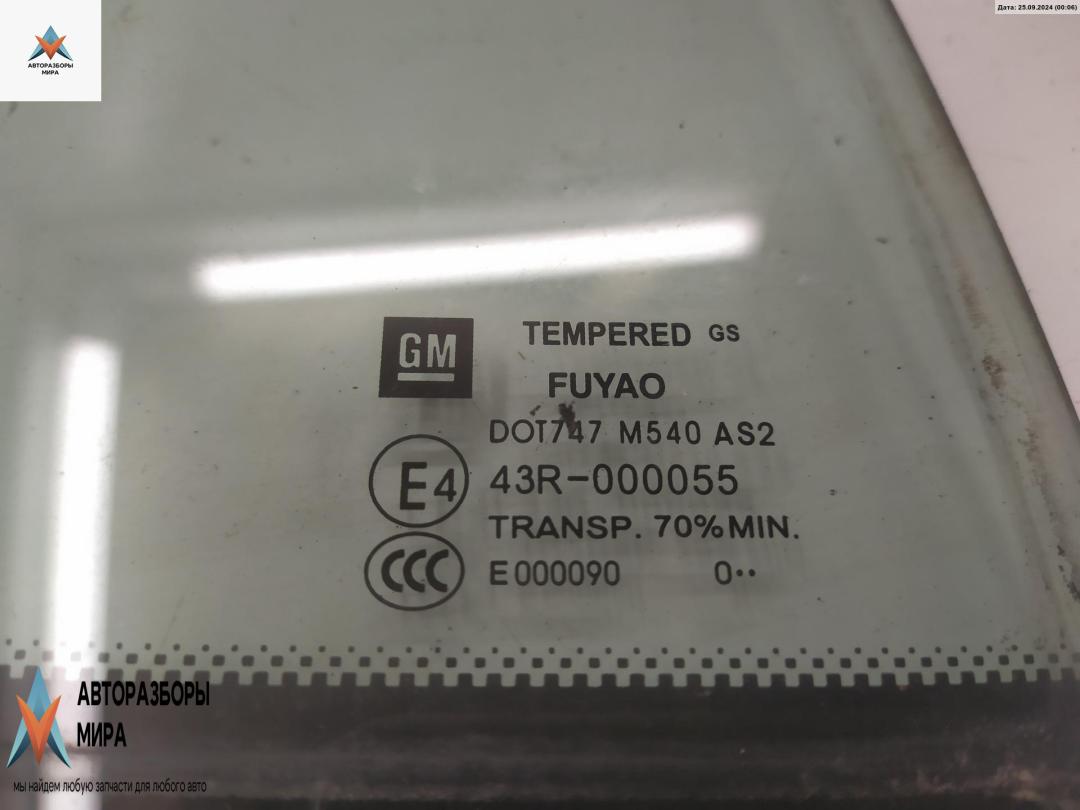 Дата: 25.09.2024 (00:06)
АВТОРАЗБОРЫ
МИРА
GM
TEMPERED GS
FUYAO
DOT747 M540 AS2
E4 43R-000055
TRANSP. 70% MIN.
CCC E000090 0••
АВТОРАЗБОРЫ
МИРА
мы найдем любую запчасти для любого авто